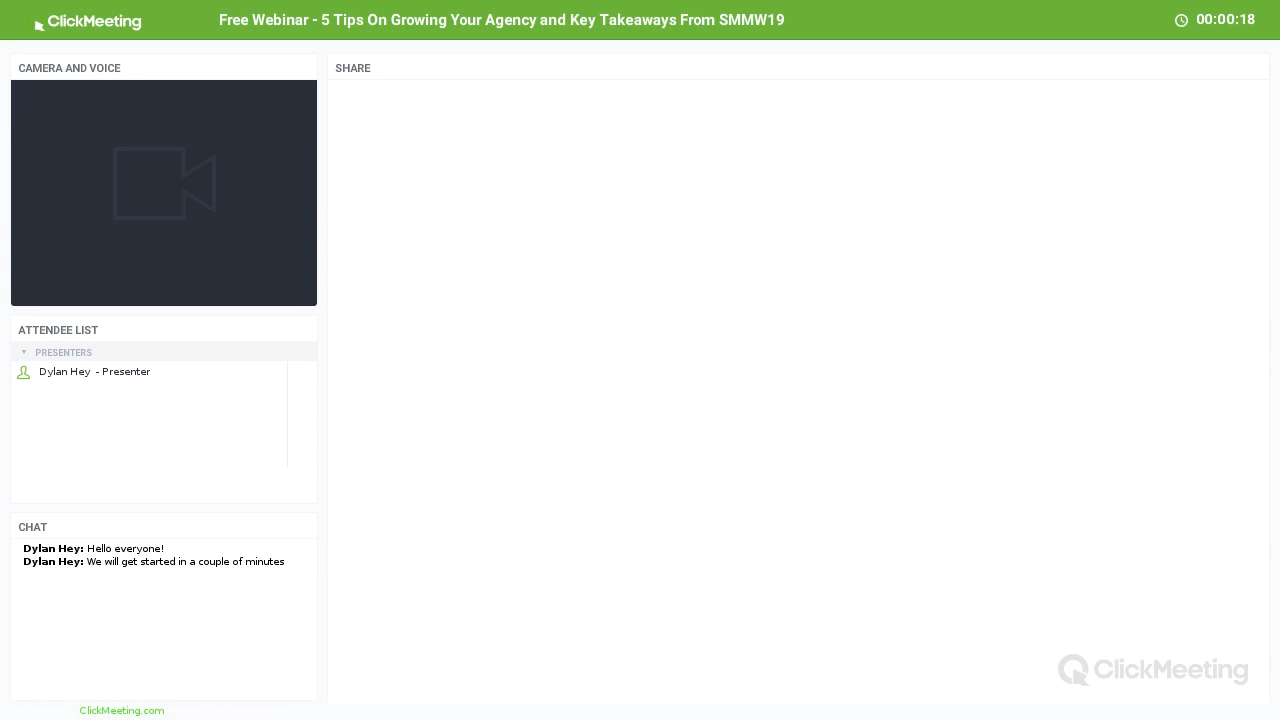 ClickMeeting
Free Webinar - 5 Tips On Growing Your Agency and Key Takeaways From SMMW19
00:00:18
CAMERA AND VOICE
SHARE
ATTENDEE LIST
PRESENTERS
Dylan Hey - Presenter
CHAT
Dylan Hey: Hello everyone!
Dylan Hey: We will get started in a couple of minutes
ClickMeeting
ClickMeeting.com